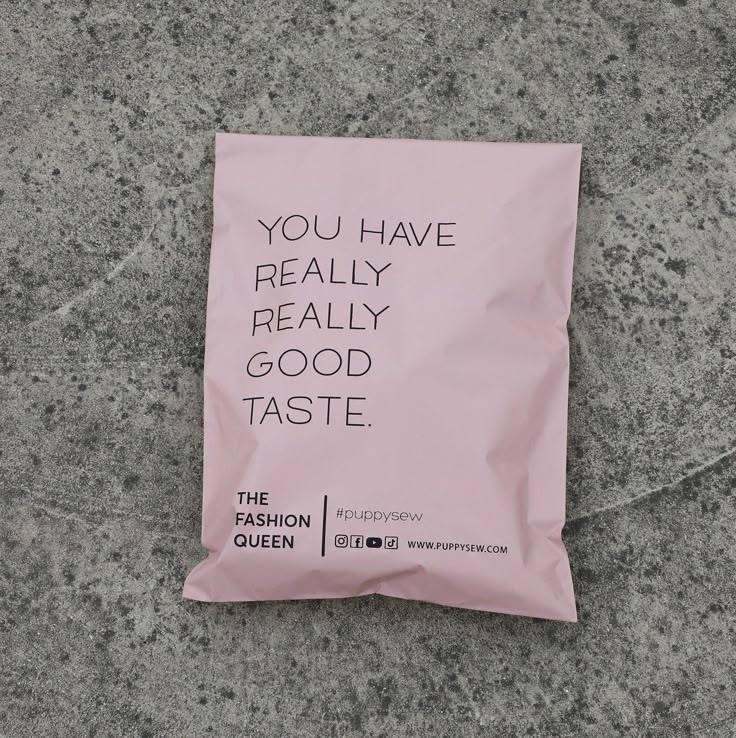 YOU HAVE
REALLY
REALLY
GOOD
TASTE.
THE
FASHION
QUEEN
#puppysew
WWW.PUPPYSEW.COM